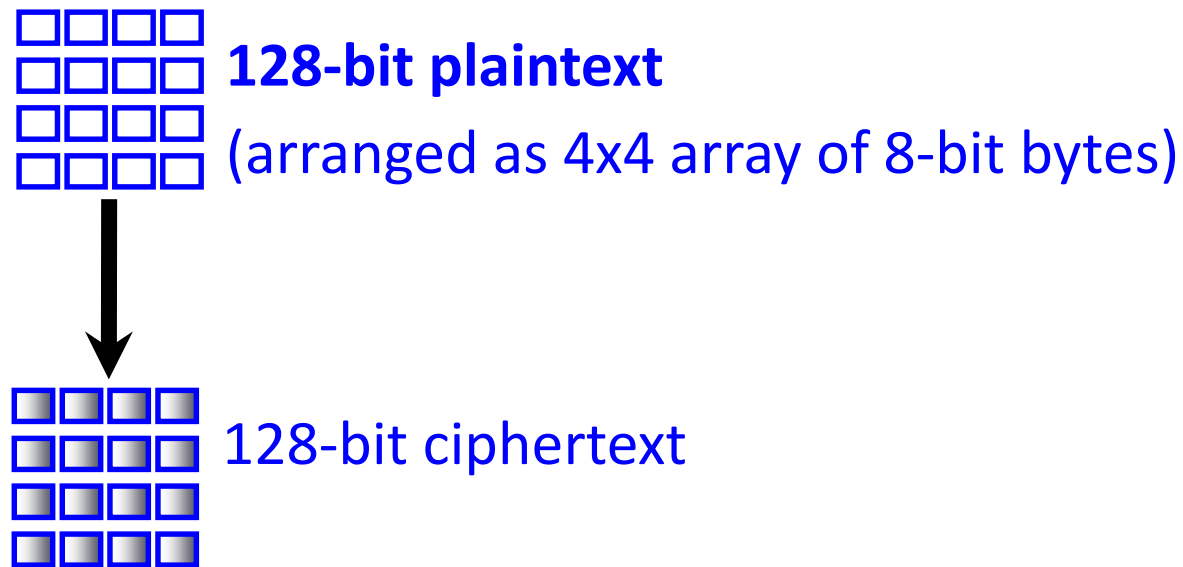 128-bit plaintext
(arranged as 4x4 array of 8-bit bytes)
128-bit ciphertext